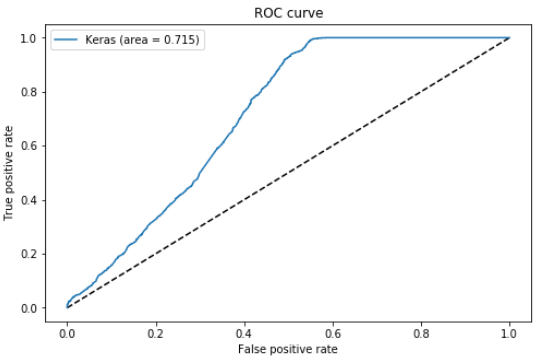 ROC curve
Keras (area = 0.715)
True positive rate
1.0
0.8
0.6
0.4
0.2
0.0
0.0 0.2 0.4 0.6 0.8 1.0
False positive rate